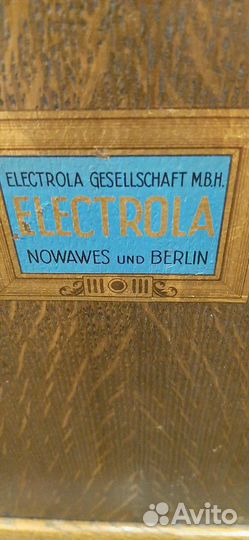 ELECTROLA GESELLSCHAFT M.B.H.
ELECTROLA
NOWAWES UND BERLIN
Avito